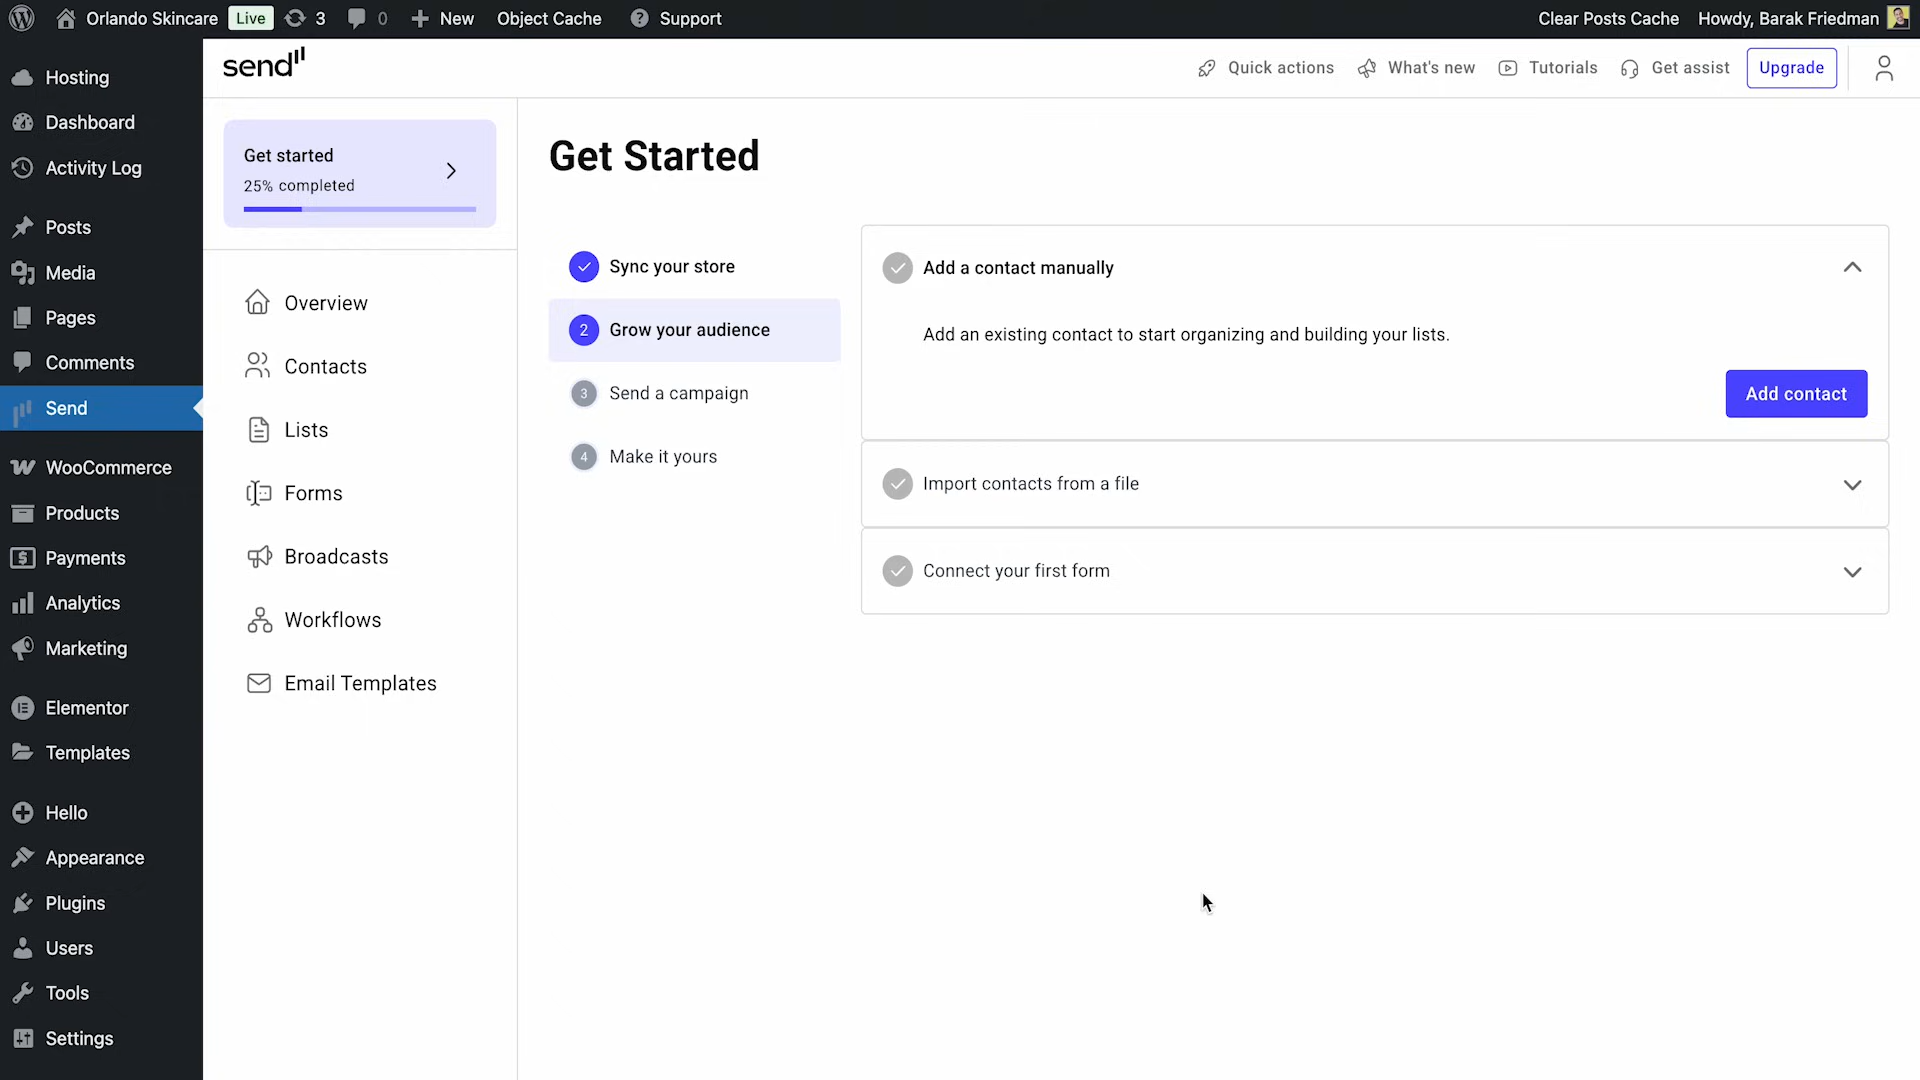 Orlando Skincare
Live
3
0
New
Object Cache
Support
Clear Posts Cache
Howdy, Barak Friedman
Hosting
Dashboard
Activity Log
Posts
Media
Pages
Comments
Send
WooCommerce
Products
Payments
Analytics
Marketing
Elementor
Templates
Hello
Appearance
Plugins
Users
Tools
Settings
send
Quick actions
What's new
Tutorials
Get assist
Upgrade
Get started
25% completed
Overview
Contacts
Lists
Forms
Broadcasts
Workflows
Email Templates
Get Started
Sync your store
2 Grow your audience
3 Send a campaign
4 Make it yours
Add a contact manually
Add an existing contact to start organizing and building your lists.
Add contact
Import contacts from a file
Connect your first form